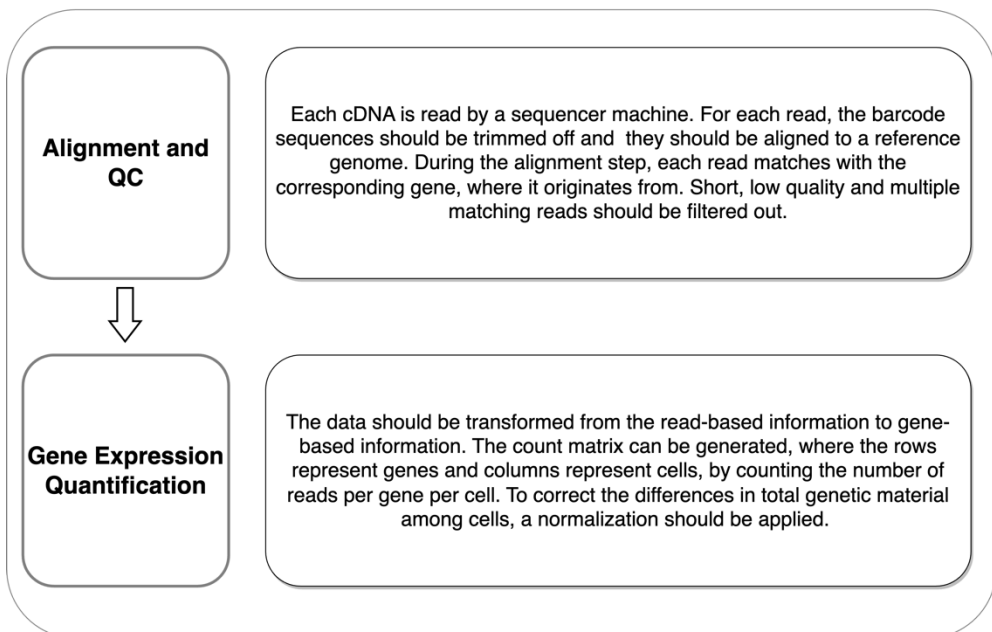 Alignment and
QC
Each cDNA is read by a sequencer machine. For each read, the barcode
sequences should be trimmed off and  they should be aligned to a reference
genome. During the alignment step, each read matches with the
corresponding gene, where it originates from. Short, low quality and multiple
matching reads should be filtered out.
Gene Expression
Quantification
The data should be transformed from the read-based information to gene-
based information. The count matrix can be generated, where the rows
represent genes and columns represent cells, by counting the number of
reads per gene per cell. To correct the differences in total genetic material
among cells, a normalization should be applied.